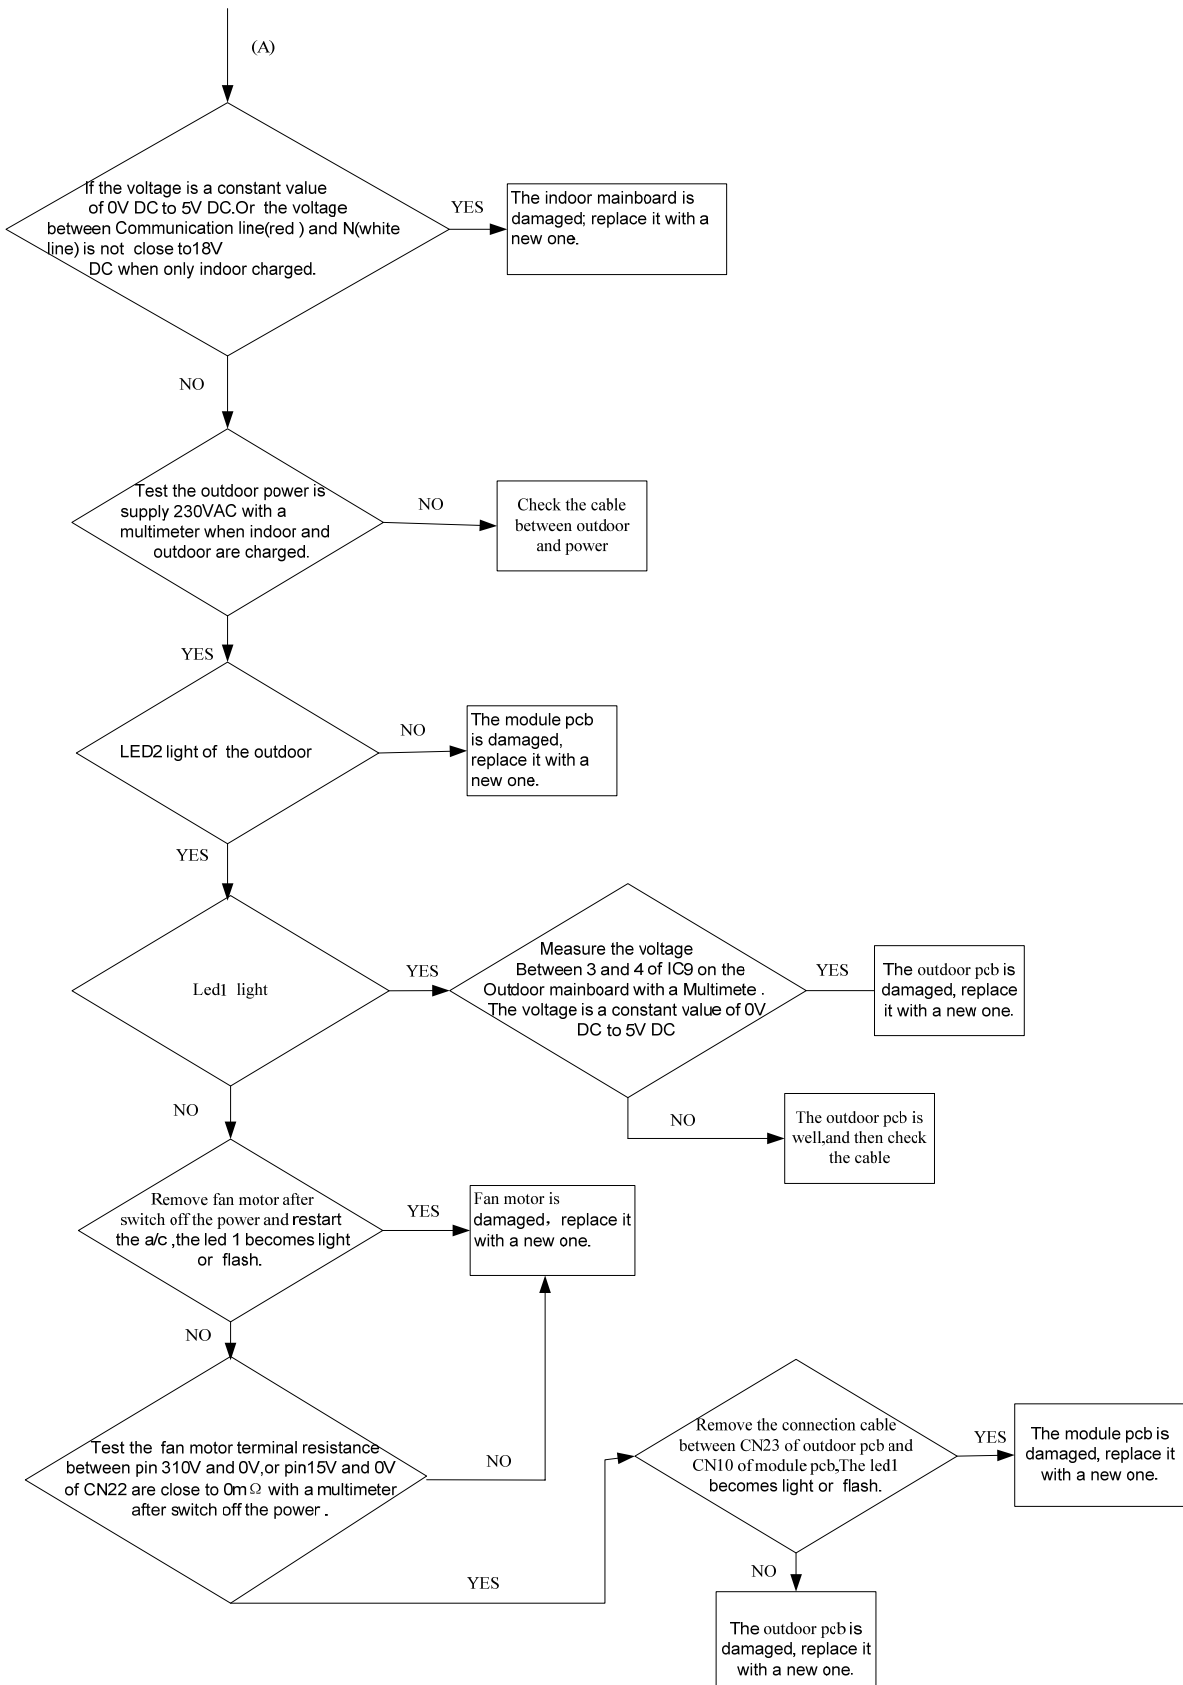 (A)
If the voltage is a constant value
of 0V DC to 5V DC.Or the voltage
between Communication line(red ) and N(white
line) is not close to18V
DC when only indoor charged.
YES
The indoor mainboard is
damaged; replace it with a
new one.
NO
Test the outdoor power is
supply 230VAC with a
multimeter when indoor and
outdoor are charged.
NO
Check the cable
between outdoor
and power
YES
LED2 light of the outdoor
NO
The module pcb
is damaged,
replace it with a
new one.
YES
Led1 light
YES
Measure the voltage
Between 3 and 4 of IC9 on the
Outdoor mainboard with a Multimete .
The voltage is a constant value of 0V
DC to 5V DC
YES
The outdoor pcb is
damaged, replace
it with a new one.
NO
The outdoor pcb is
well,and then check
the cable
NO
Remove fan motor after
switch off the power and restart
the a/c ,the led 1 becomes light
or flash.
YES
Fan motor is
damaged，replace it
with a new one.
NO
Test the fan motor terminal resistance
between pin 310V and 0V,or pin15V and 0V
of CN22 are close to 0mΩ with a multimeter
after switch off the power .
NO
YES
Remove the connection cable
between CN23 of outdoor pcb and
CN10 of module pcb,The led1
becomes light or flash.
YES
The module pcb is
damaged, replace it
with a new one.
NO
The outdoor pcb is
damaged, replace it
with a new one.